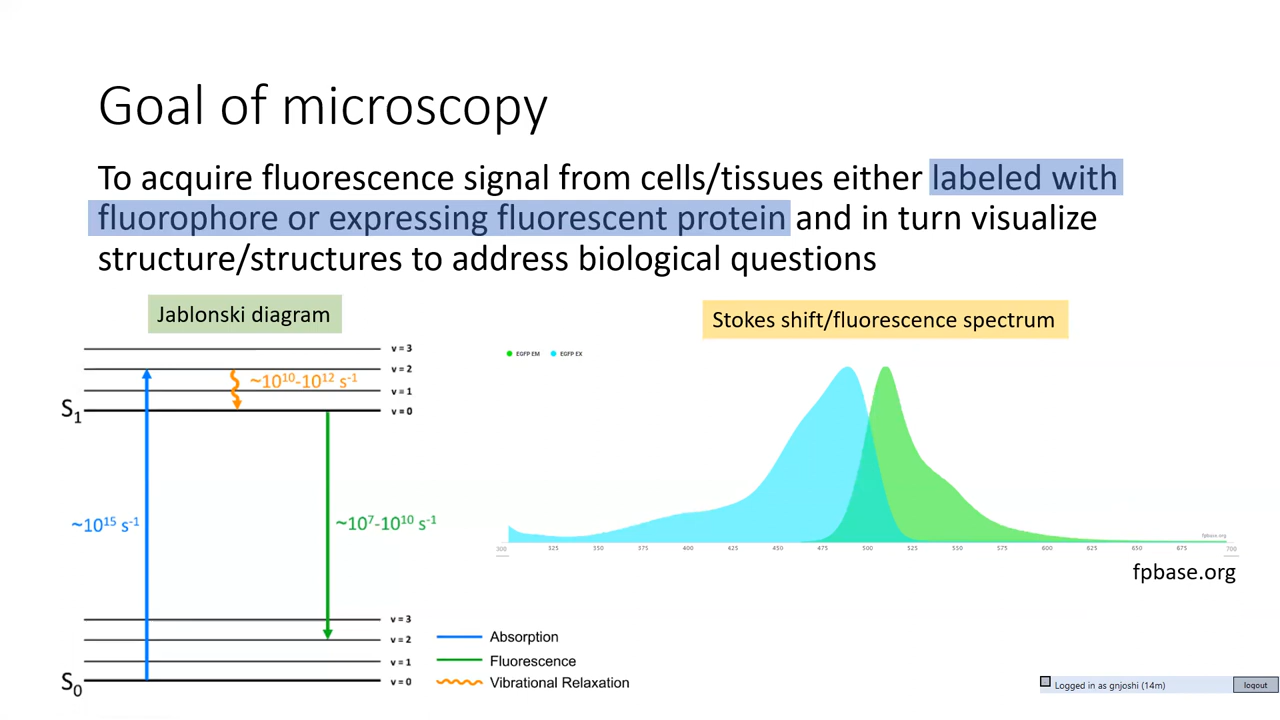 Goal of microscopy
To acquire fluorescence signal from cells/tissues either labeled with
fluorophore or expressing fluorescent protein and in turn visualize
structure/structures to address biological questions
Jablonski diagram
Stokes shift/fluorescence spectrum
v = 3
v = 2
~10¹⁰-10¹² s⁻¹
v = 1
S₁
v = 0
~10¹⁵ s⁻¹
~10⁷-10¹⁰ s⁻¹
v = 3
v = 2
v = 1
S₀
v = 0
Absorption
Fluorescence
Vibrational Relaxation
EGFP EM EGFP EX
fpbase.org
300 325 350 375 400 425 450 475 500 525 550 575 600 625 650 675 700
fpbase.org
Logged in as gnjoshi (14m)
logout